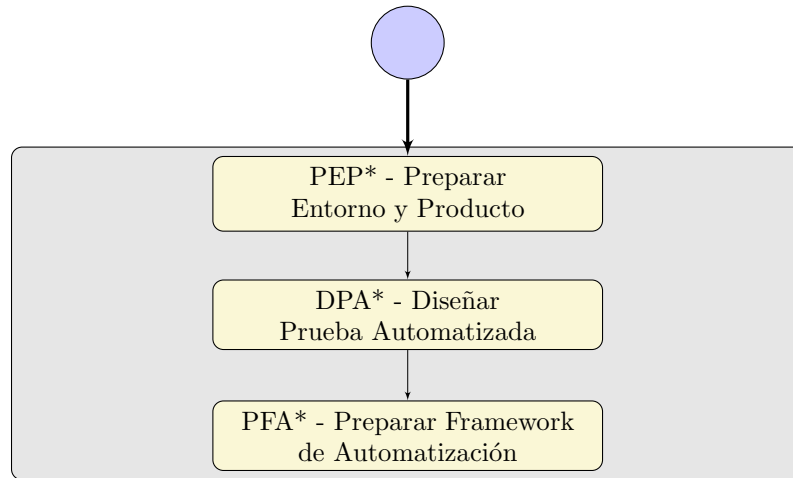 PEP* - Preparar
Entorno y Producto
DPA* - Diseñar
Prueba Automatizada
PFA* - Preparar Framework
de Automatización